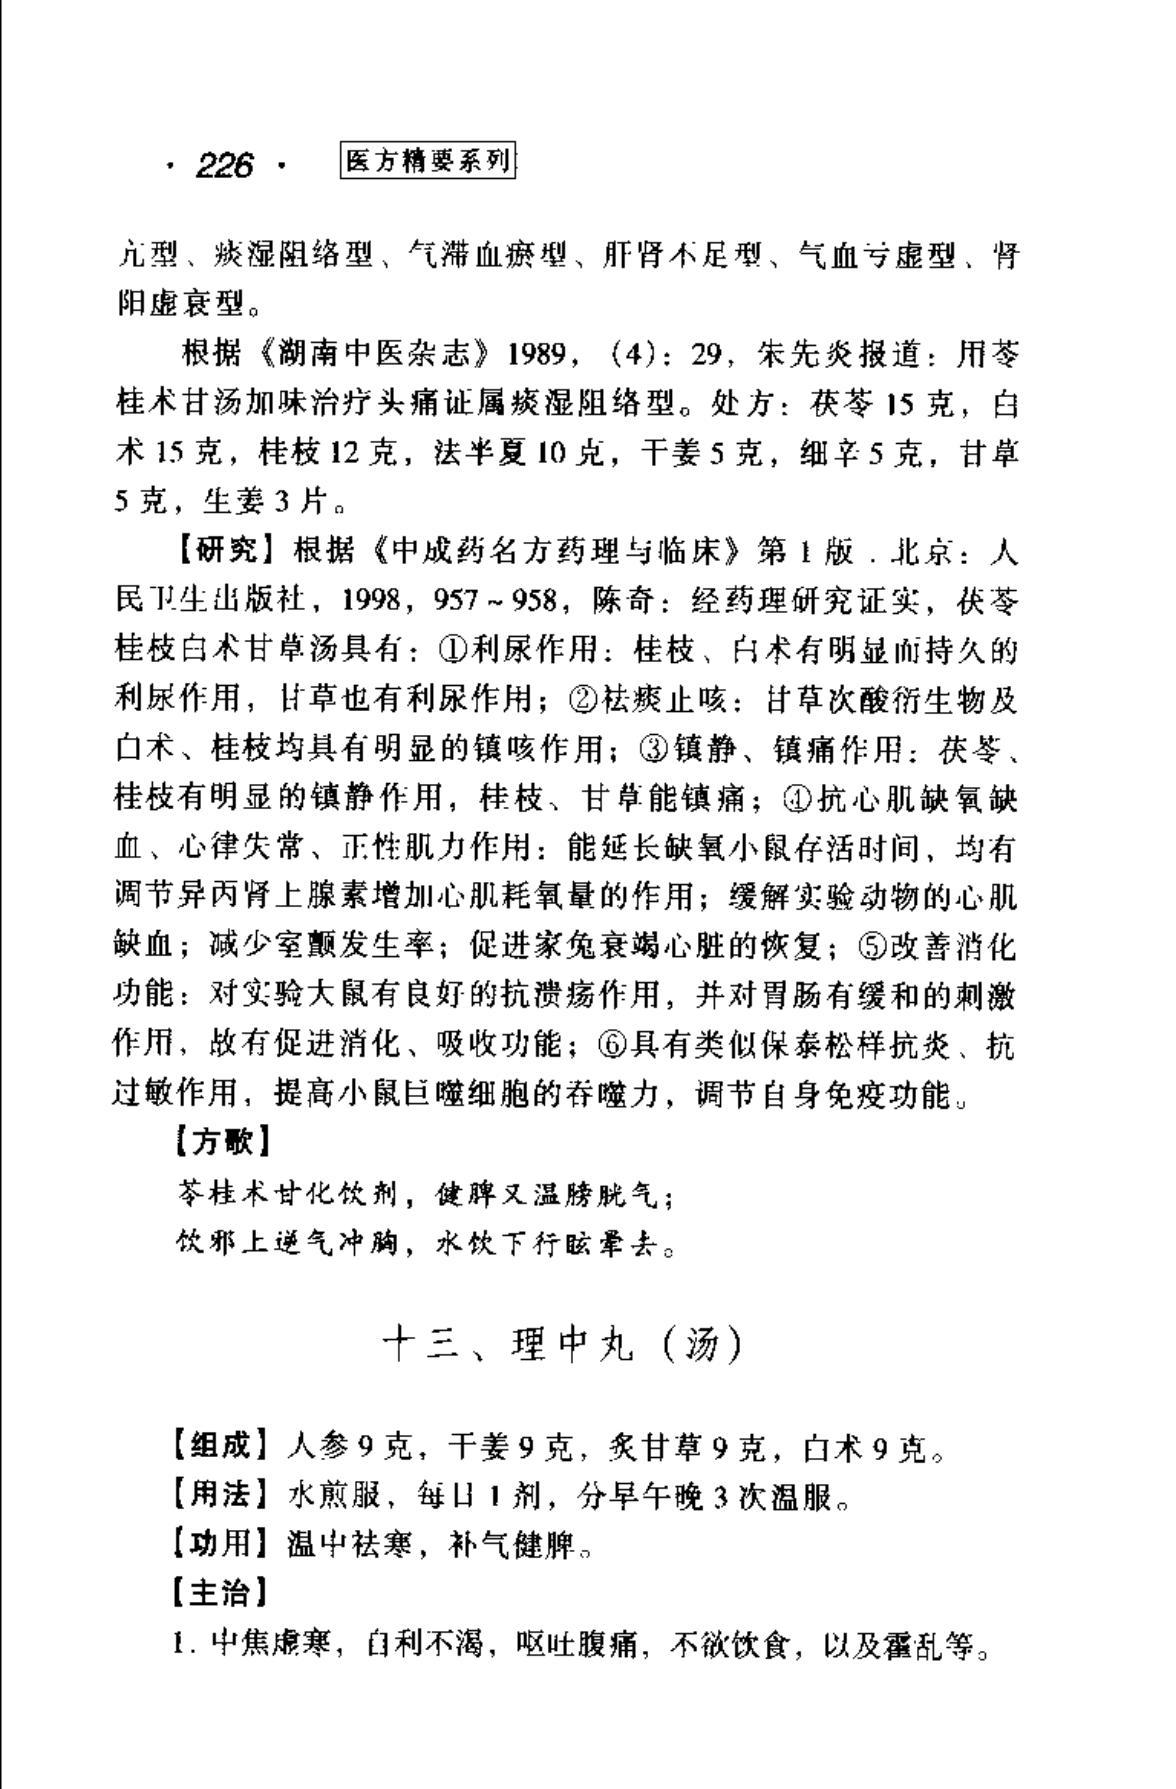 · 226 · 医方精要系列
亢型、痰湿阻络型、气滞血瘀型、肝肾不足型、气血亏虚型、肾
阳虚衰型。
根据《湖南中医杂志》1989，（4）：29，朱先炎报道：用苓
桂术甘汤加味治疗头痛证属痰湿阻络型。处方：茯苓 15 克，白
术 15 克，桂枝 12 克，法半夏 10 克，干姜 5 克，细辛 5 克，甘草
5 克，生姜 3 片。
【研究】根据《中成药名方药理与临床》第 1 版．北京：人
民卫生出版社，1998，957～958，陈奇：经药理研究证实，茯苓
桂枝白术甘草汤具有：①利尿作用：桂枝、白术有明显而持久的
利尿作用，甘草也有利尿作用；②祛痰止咳：甘草次酸衍生物及
白术、桂枝均具有明显的镇咳作用；③镇静、镇痛作用：茯苓、
桂枝有明显的镇静作用，桂枝、甘草能镇痛；④抗心肌缺氧缺
血、心律失常、正性肌力作用：能延长缺氧小鼠存活时间，均有
调节异丙肾上腺素增加心肌耗氧量的作用；缓解实验动物的心肌
缺血；减少室颤发生率；促进家兔衰竭心脏的恢复；⑤改善消化
功能：对实验大鼠有良好的抗溃疡作用，并对胃肠有缓和的刺激
作用，故有促进消化、吸收功能；⑥具有类似保泰松样抗炎、抗
过敏作用，提高小鼠巨噬细胞的吞噬力，调节自身免疫功能。
【方歌】
苓桂术甘化饮剂，健脾又温膀胱气；
饮邪上逆气冲胸，水饮下行眩晕去。
十三、理中丸（汤）
【组成】人参 9 克，干姜 9 克，炙甘草 9 克，白术 9 克。
【用法】水煎服，每日 1 剂，分早午晚 3 次温服。
【功用】温中祛寒，补气健脾。
【主治】
1. 中焦虚寒，自利不渴，呕吐腹痛，不欲饮食，以及霍乱等。